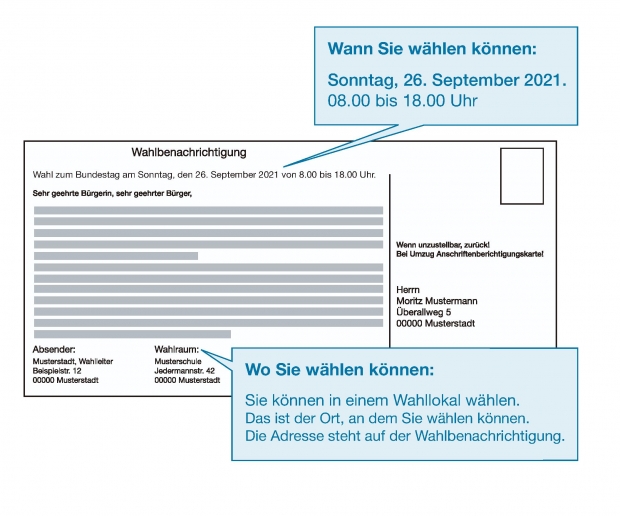 Wann Sie wählen können:
Sonntag, 26. September 2021.
08.00 bis 18.00 Uhr
Wahlbenachrichtigung
Wahl zum Bundestag am Sonntag, den 26. September 2021 von 8.00 bis 18.00 Uhr.
Sehr geehrte Bürgerin, sehr geehrter Bürger,
Wenn unzustellbar, zurück!
Bei Umzug Anschriftenberichtigungskarte!
Herrn
Moritz Mustermann
Überallweg 5
00000 Musterstadt
Absender:
Musterstadt, Wahlleiter
Beispielstr. 12
00000 Musterstadt
Wahlraum:
Musterschule
Jedermannstr. 42
00000 Musterstadt
Wo Sie wählen können:
Sie können in einem Wahllokal wählen.
Das ist der Ort, an dem Sie wählen können.
Die Adresse steht auf der Wahlbenachrichtigung.